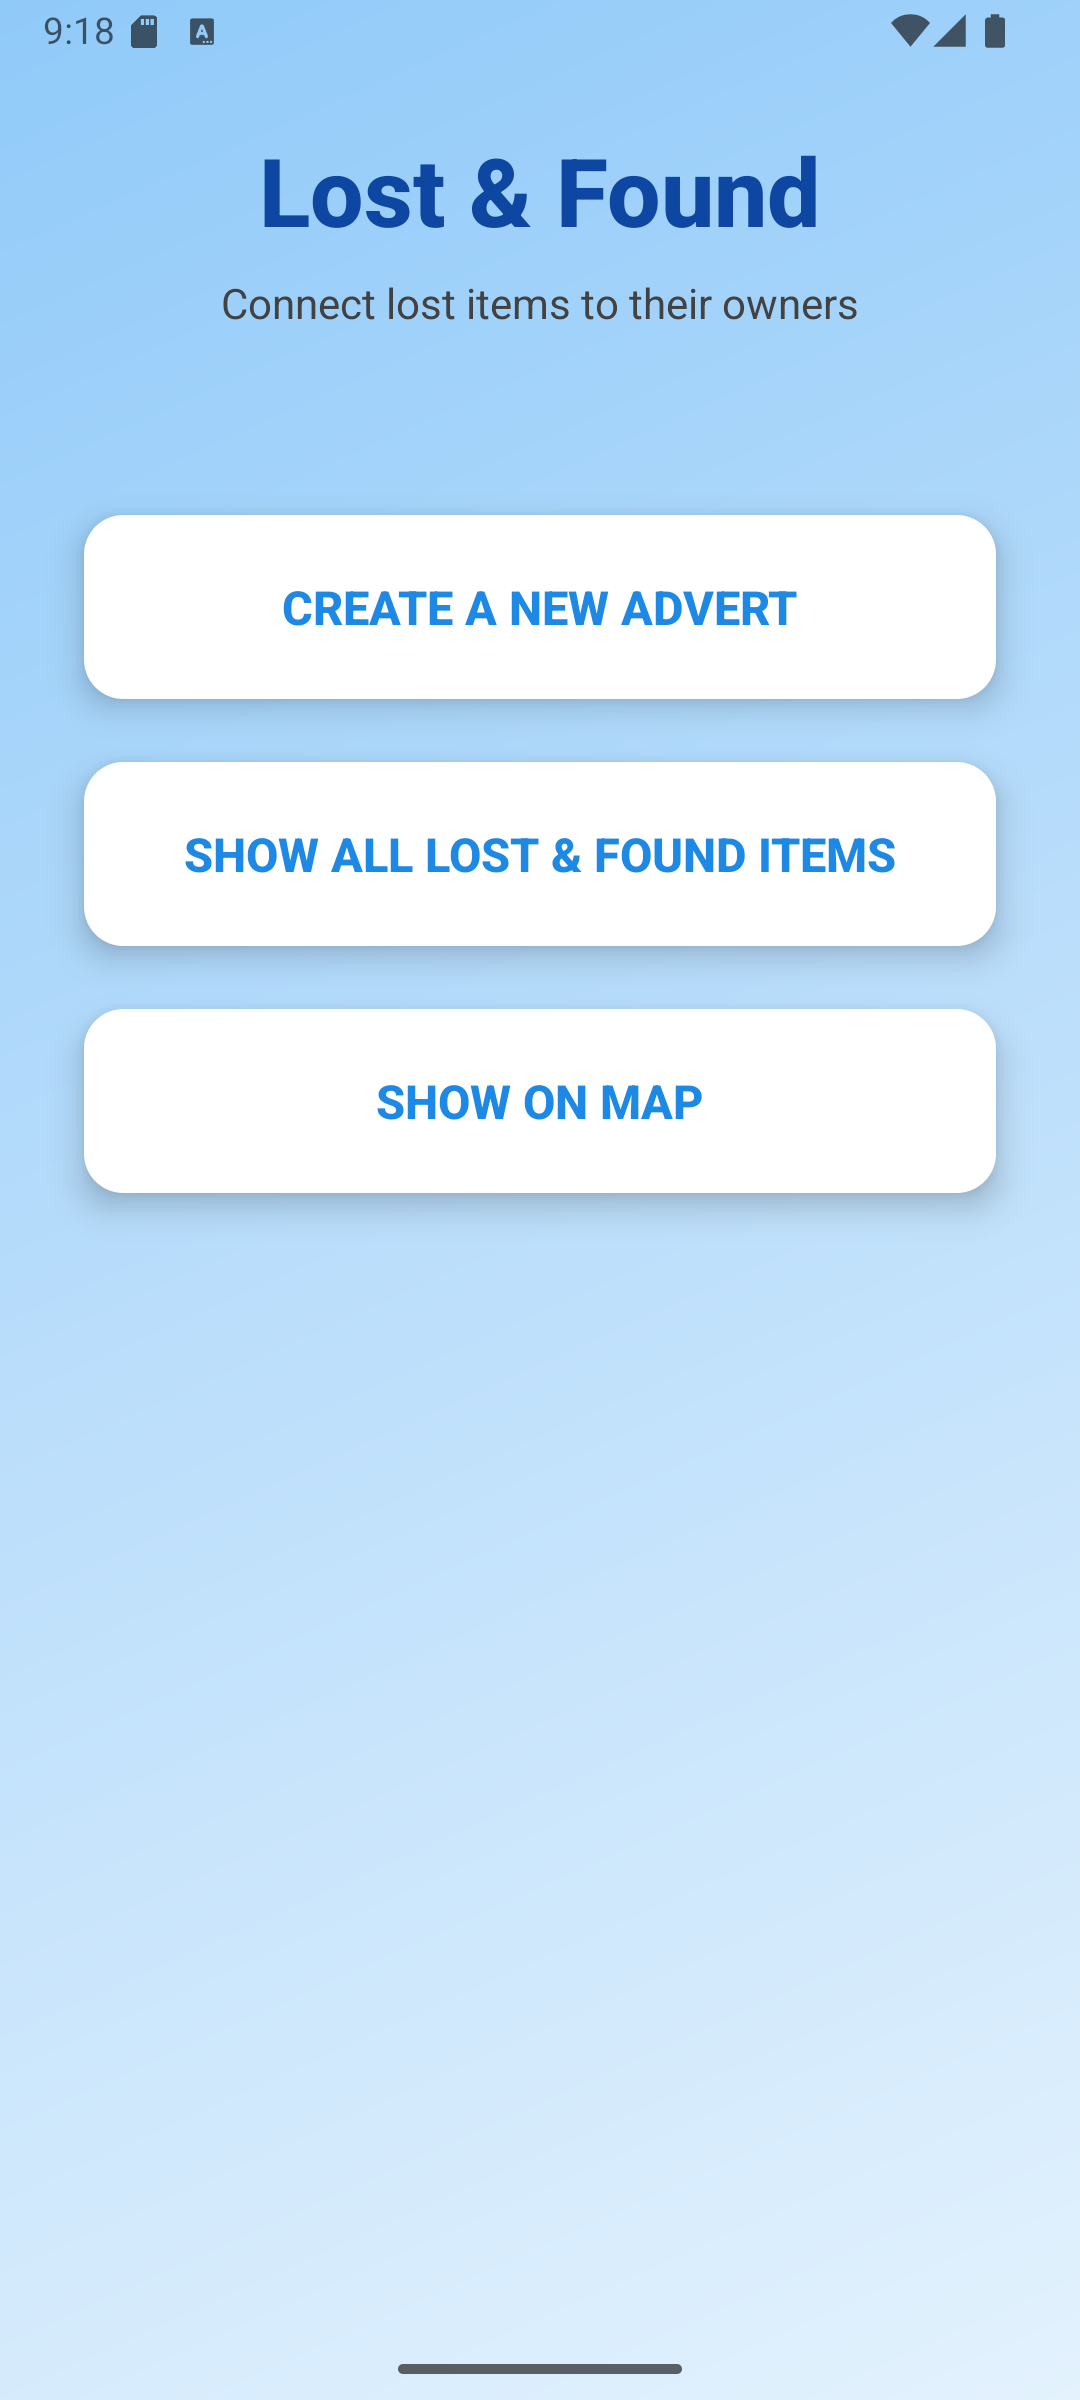 9:18
Lost & Found
Connect lost items to their owners
CREATE A NEW ADVERT
SHOW ALL LOST & FOUND ITEMS
SHOW ON MAP